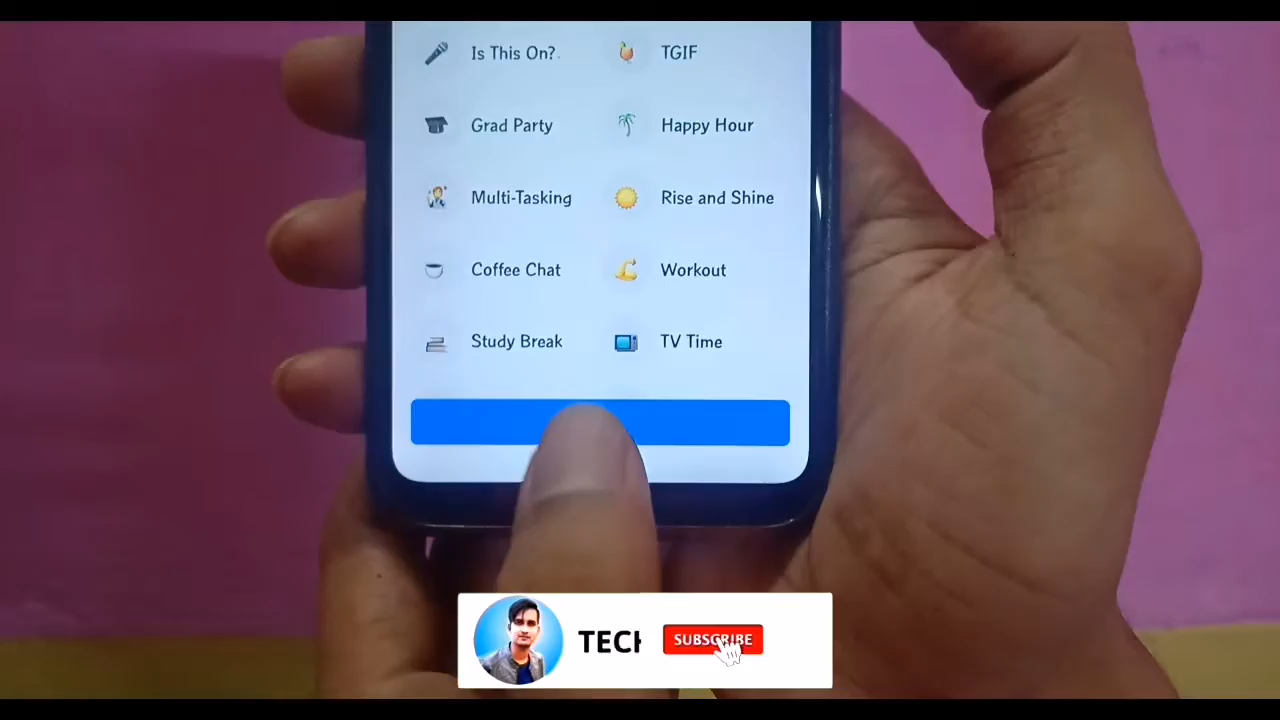 Is This On?
TGIF
Grad Party
Happy Hour
Multi-Tasking
Rise and Shine
Coffee Chat
Workout
Study Break
TV Time
TECH
SUBSCRIBE